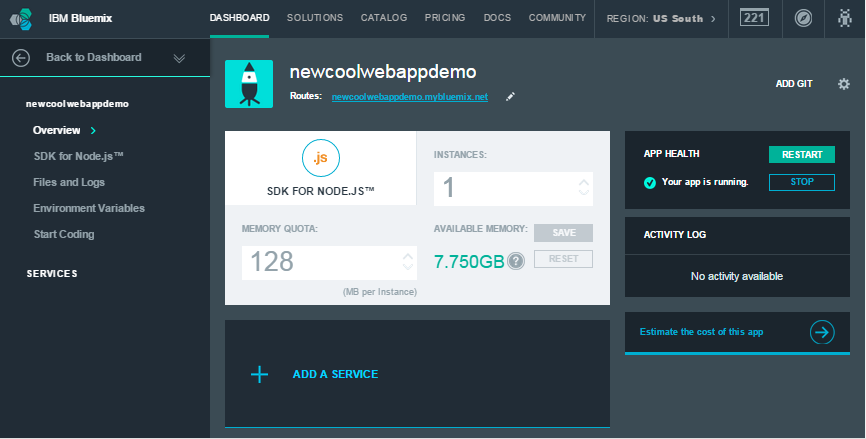 IBM Bluemix
DASHBOARD SOLUTIONS CATALOG PRICING DOCS COMMUNITY REGION: US South 221
Back to Dashboard
newcoolwebappdemo
Overview
SDK for Node.js™
Files and Logs
Environment Variables
Start Coding
SERVICES
newcoolwebappdemo
Routes: newcoolwebappdemo.mybluemix.net
ADD GIT
.js
SDK FOR NODE.JS™
INSTANCES:
1
MEMORY QUOTA:
128
(MB per Instance)
AVAILABLE MEMORY:
7.750GB ?
SAVE
RESET
APP HEALTH
RESTART
Your app is running.
STOP
ACTIVITY LOG
No activity available
Estimate the cost of this app
ADD A SERVICE